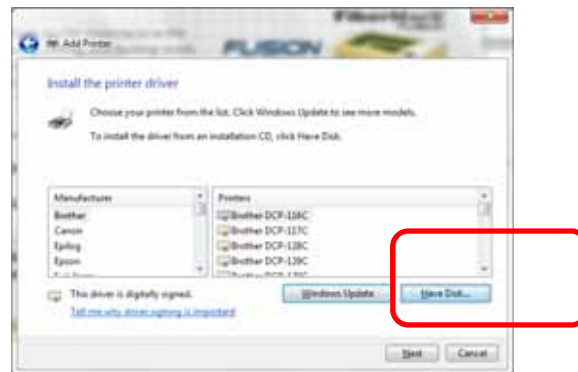 FUSION
Add Printer
Install the printer driver
Choose your printer from the list. Click Windows Update to see more models.
To install the driver from an installation CD, click Have Disk.
Manufacturer
Brother
Canon
Epilog
Epson
Printers
Brother DCP-116C
Brother DCP-117C
Brother DCP-128C
Brother DCP-129C
This driver is digitally signed.
Tell me why driver signing is important
Windows Update
Have Disk...
Next
Cancel